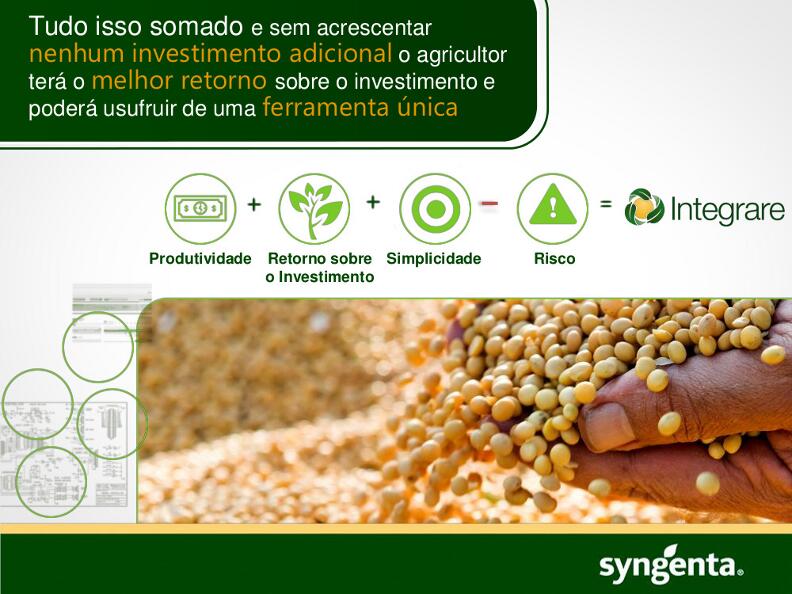 Tudo isso somado e sem acrescentar
nenhum investimento adicional o agricultor
terá o melhor retorno sobre o investimento e
poderá usufruir de uma ferramenta única
+ + − = Integrare
Produtividade Retorno sobre o Investimento Simplicidade Risco
syngenta®